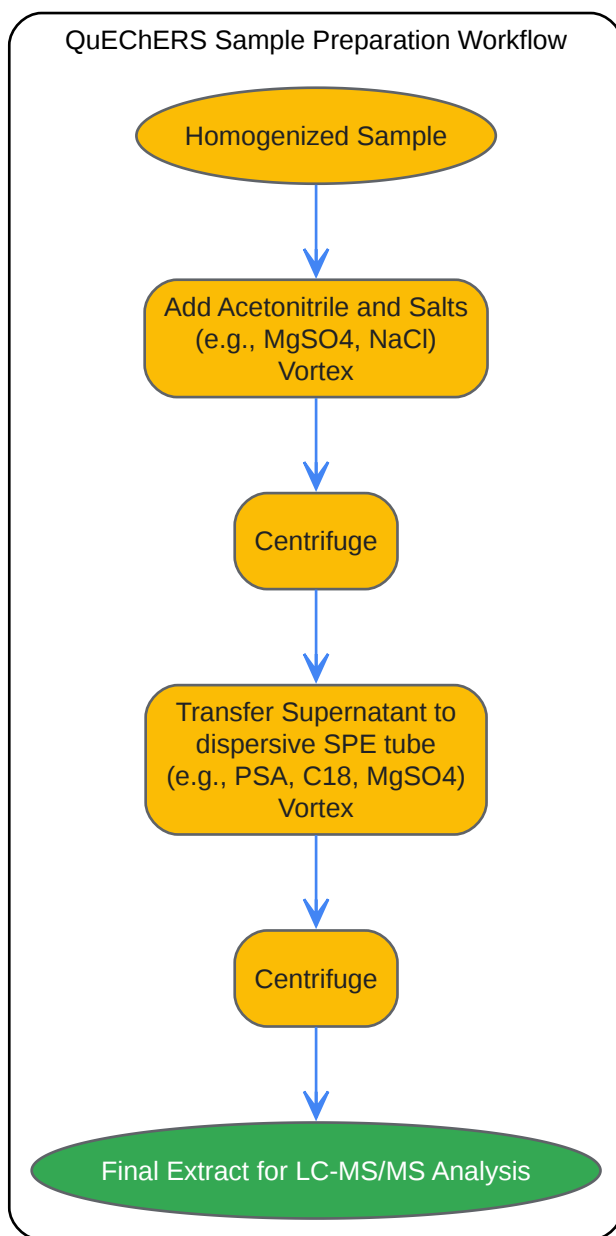 QuEChERS Sample Preparation Workflow
Homogenized Sample
Add Acetonitrile and Salts
(e.g., MgSO4, NaCl)
Vortex
Centrifuge
Transfer Supernatant to
dispersive SPE tube
(e.g., PSA, C18, MgSO4)
Vortex
Centrifuge
Final Extract for LC-MS/MS Analysis